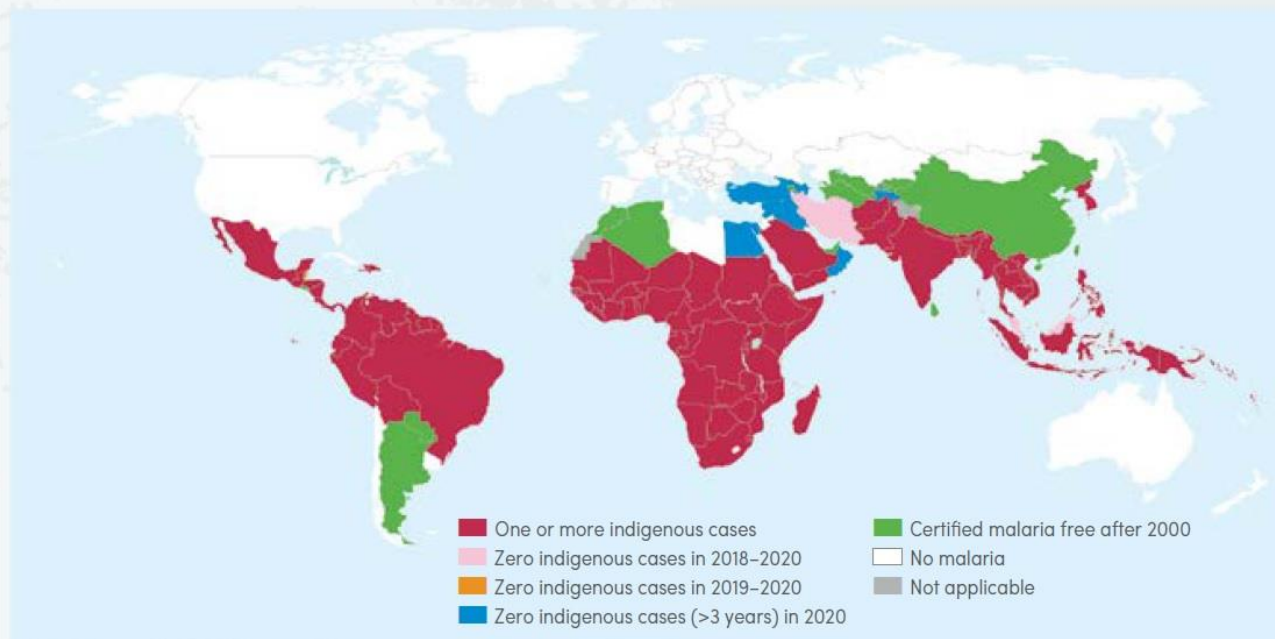 One or more indigenous cases
Zero indigenous cases in 2018–2020
Zero indigenous cases in 2019–2020
Zero indigenous cases (>3 years) in 2020
Certified malaria free after 2000
No malaria
Not applicable